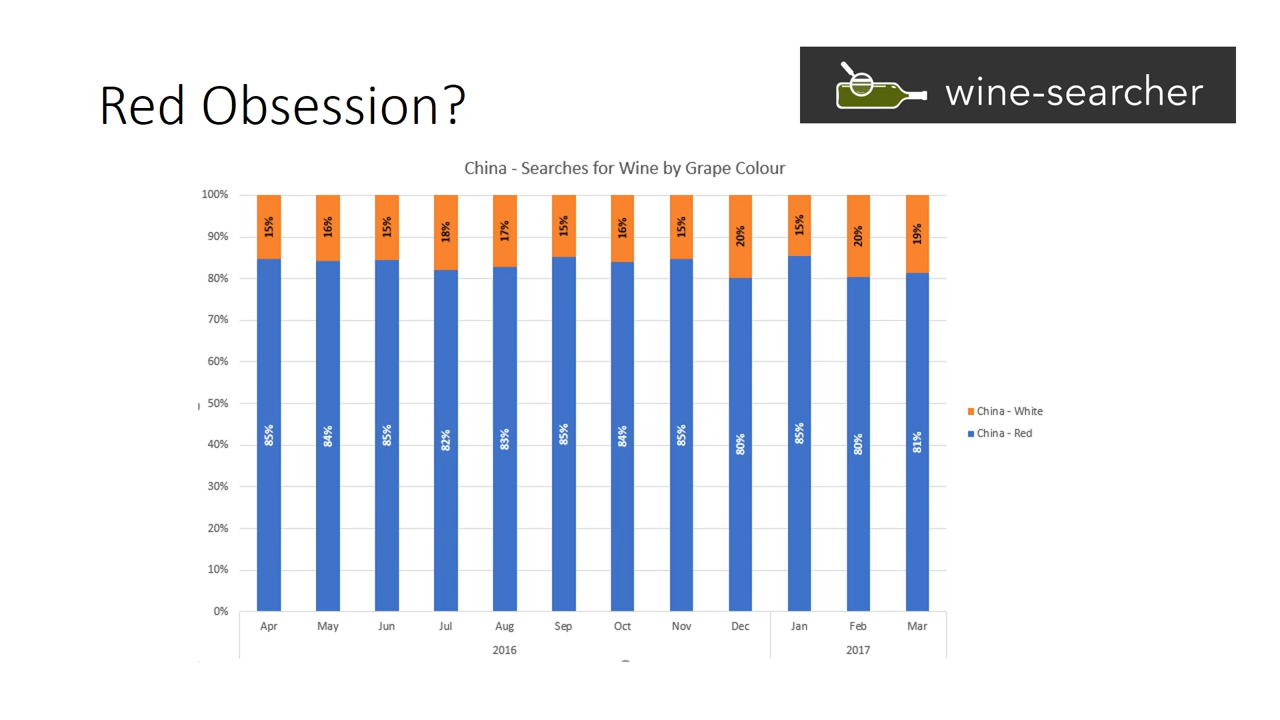 Red Obsession?
wine-searcher
China - Searches for Wine by Grape Colour
100%
90%
80%
70%
60%
50%
40%
30%
20%
10%
0%
15% 16% 15% 18% 17% 15% 16% 15% 20% 15% 20% 19%
85% 84% 85% 82% 83% 85% 84% 85% 80% 85% 80% 81%
China - White
China - Red
Apr May Jun Jul Aug Sep Oct Nov Dec Jan Feb Mar
2016 2017